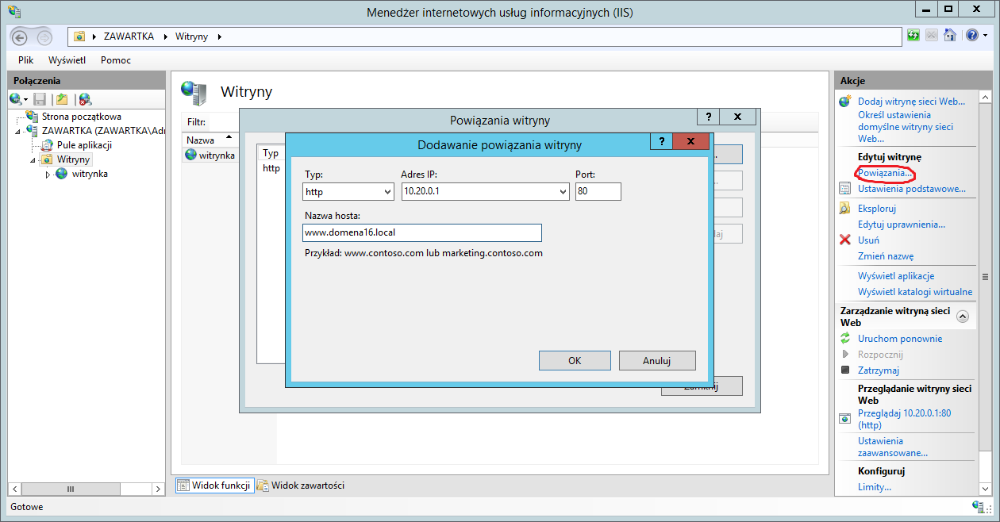 Menedżer internetowych usług informacyjnych (IIS)
ZAWARTKA
Witryny
Plik Wyświetl Pomoc
Połączenia
Strona początkowa
ZAWARTKA (ZAWARTKA\Adr
Pule aplikacji
Witryny
witrynka
Witryny
Filtr:
Nazwa
witrynka
Powiązania witryny
? X
Typ
http
Dodawanie powiązania witryny
? X
Typ: Adres IP: Port:
http 10.20.0.1 80
Nazwa hosta:
www.domena16.local
Przykład: www.contoso.com lub marketing.contoso.com
OK Anuluj
Widok funkcji Widok zawartości
Akcje
Dodaj witrynę sieci Web...
Określ ustawienia
domyślne witryny sieci
Web...
Edytuj witrynę
Powiązania...
Ustawienia podstawowe...
Eksploruj
Edytuj uprawnienia...
Usuń
Zmień nazwę
Wyświetl aplikacje
Wyświetl katalogi wirtualne
Zarządzanie witryną sieci
Web
Uruchom ponownie
Rozpocznij
Zatrzymaj
Przeglądanie witryny sieci
Web
Przeglądaj 10.20.0.1:80
(http)
Ustawienia
zaawansowane...
Konfiguruj
Limity...
Gotowe